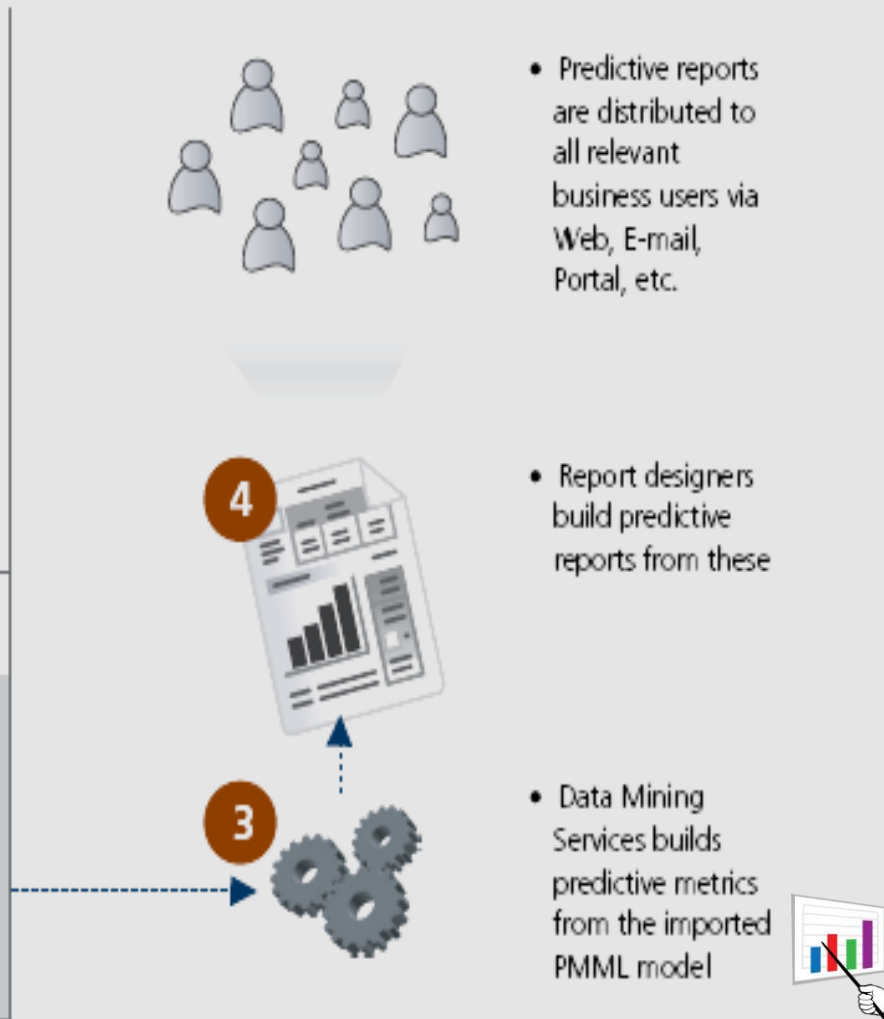 • Predictive reports
are distributed to
all relevant
business users via
Web, E-mail,
Portal, etc.
4
• Report designers
build predictive
reports from these
3
• Data Mining
Services builds
predictive metrics
from the imported
PMML model